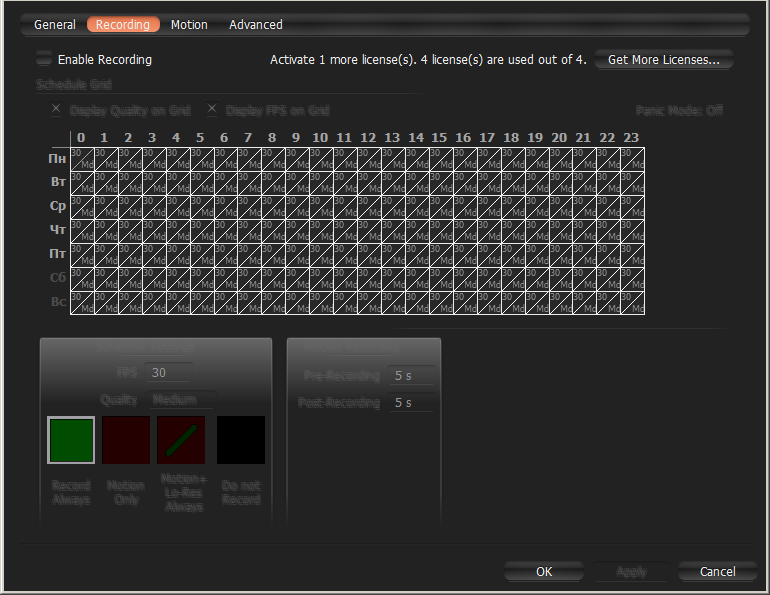 General Recording Motion Advanced
Enable Recording Activate 1 more license(s). 4 license(s) are used out of 4. Get More Licenses...
Schedule Grid
Display Quality on Grid Display FPS on Grid Panic Mode: Off
0 1 2 3 4 5 6 7 8 9 10 11 12 13 14 15 16 17 18 19 20 21 22 23
Пн 30 Md 30 Md 30 Md 30 Md 30 Md 30 Md 30 Md 30 Md 30 Md 30 Md 30 Md 30 Md 30 Md 30 Md 30 Md 30 Md 30 Md 30 Md 30 Md 30 Md 30 Md 30 Md 30 Md 30 Md
Вт 30 Md 30 Md 30 Md 30 Md 30 Md 30 Md 30 Md 30 Md 30 Md 30 Md 30 Md 30 Md 30 Md 30 Md 30 Md 30 Md 30 Md 30 Md 30 Md 30 Md 30 Md 30 Md 30 Md 30 Md
Ср 30 Md 30 Md 30 Md 30 Md 30 Md 30 Md 30 Md 30 Md 30 Md 30 Md 30 Md 30 Md 30 Md 30 Md 30 Md 30 Md 30 Md 30 Md 30 Md 30 Md 30 Md 30 Md 30 Md 30 Md
Чт 30 Md 30 Md 30 Md 30 Md 30 Md 30 Md 30 Md 30 Md 30 Md 30 Md 30 Md 30 Md 30 Md 30 Md 30 Md 30 Md 30 Md 30 Md 30 Md 30 Md 30 Md 30 Md 30 Md 30 Md
Пт 30 Md 30 Md 30 Md 30 Md 30 Md 30 Md 30 Md 30 Md 30 Md 30 Md 30 Md 30 Md 30 Md 30 Md 30 Md 30 Md 30 Md 30 Md 30 Md 30 Md 30 Md 30 Md 30 Md 30 Md
Сб 30 Md 30 Md 30 Md 30 Md 30 Md 30 Md 30 Md 30 Md 30 Md 30 Md 30 Md 30 Md 30 Md 30 Md 30 Md 30 Md 30 Md 30 Md 30 Md 30 Md 30 Md 30 Md 30 Md 30 Md
Вс 30 Md 30 Md 30 Md 30 Md 30 Md 30 Md 30 Md 30 Md 30 Md 30 Md 30 Md 30 Md 30 Md 30 Md 30 Md 30 Md 30 Md 30 Md 30 Md 30 Md 30 Md 30 Md 30 Md 30 Md
FPS 30
Quality Medium
Record Always
Motion Only
Motion+ Lo-Res Always
Do not Record
Pre-Recording 5 s
Post-Recording 5 s
OK Apply Cancel